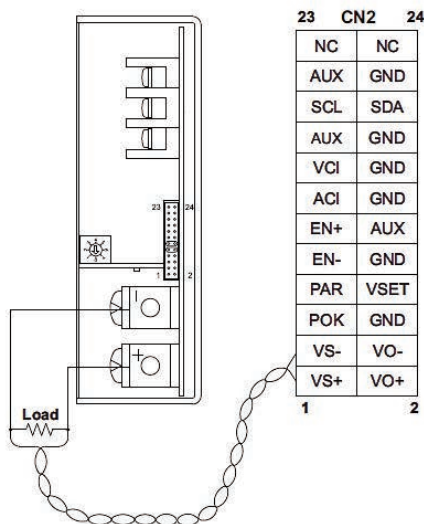 23 CN2 24
NC NC
AUX GND
SCL SDA
AUX GND
VCI GND
ACI GND
EN+ AUX
EN- GND
PAR VSET
POK GND
VS- VO-
VS+ VO+
1 2
23 24
1 2
-
+
Load